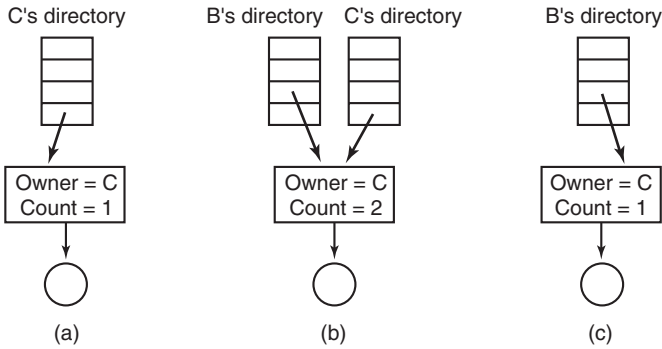 C's directory
B's directory C's directory
B's directory
Owner = C
Count = 1
Owner = C
Count = 2
Owner = C
Count = 1
(a)
(b)
(c)